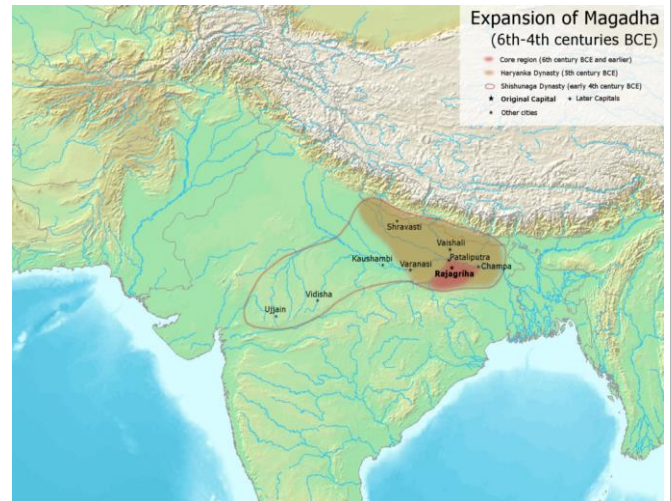 Expansion of Magadha
(6th-4th centuries BCE)
Core region (6th century BCE and earlier)
Haryanka Dynasty (5th century BCE)
Shishunaga Dynasty (early 4th century BCE)
Original Capital Later Capitals
Other cities
Shravasti
Vaishali
Pataliputra
Kaushambi
Varanasi
Champa
Rajagriha
Vidisha
Ujjain